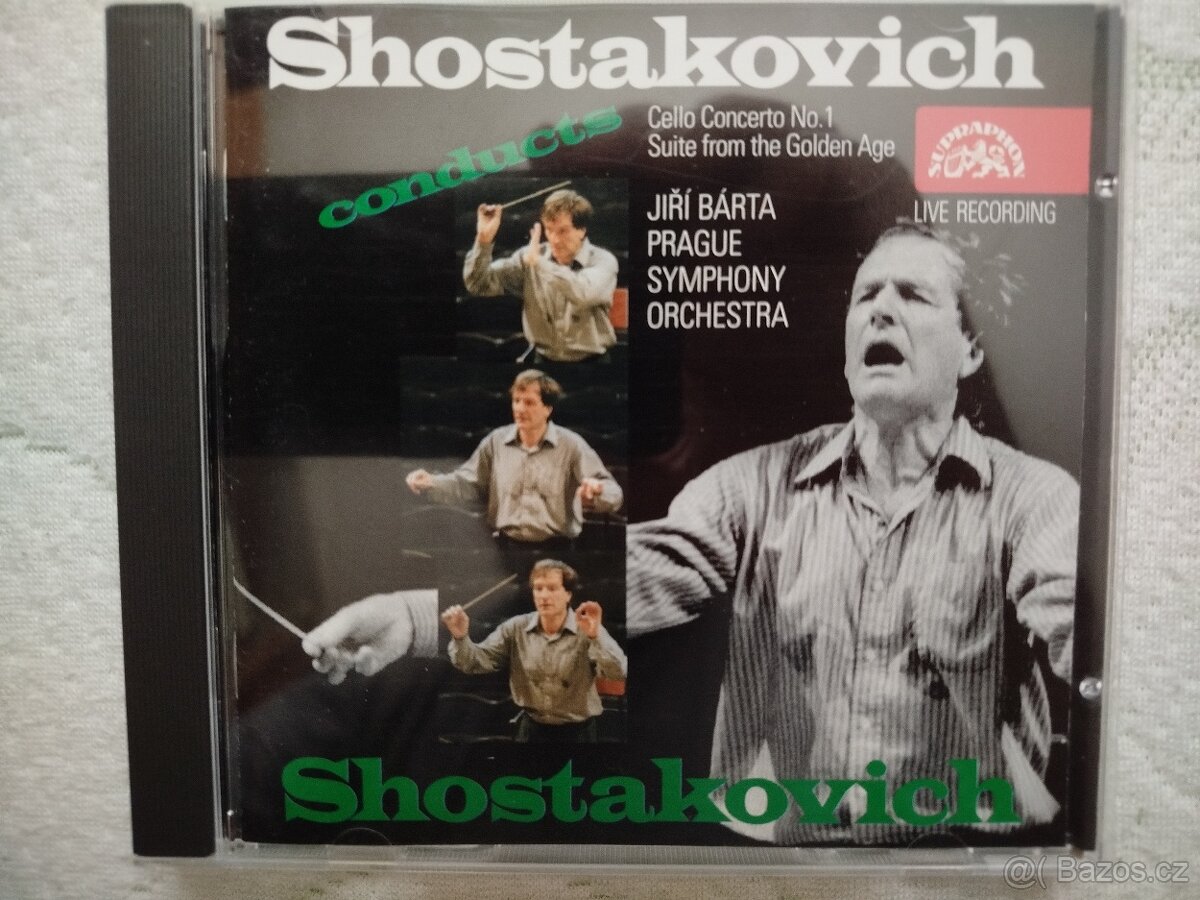 Shostakovich
conducts
Cello Concerto No.1
Suite from the Golden Age
SUPRAPHON
LIVE RECORDING
JIŘÍ BÁRTA
PRAGUE
SYMPHONY
ORCHESTRA
Shostakovich
@( Bazos.cz